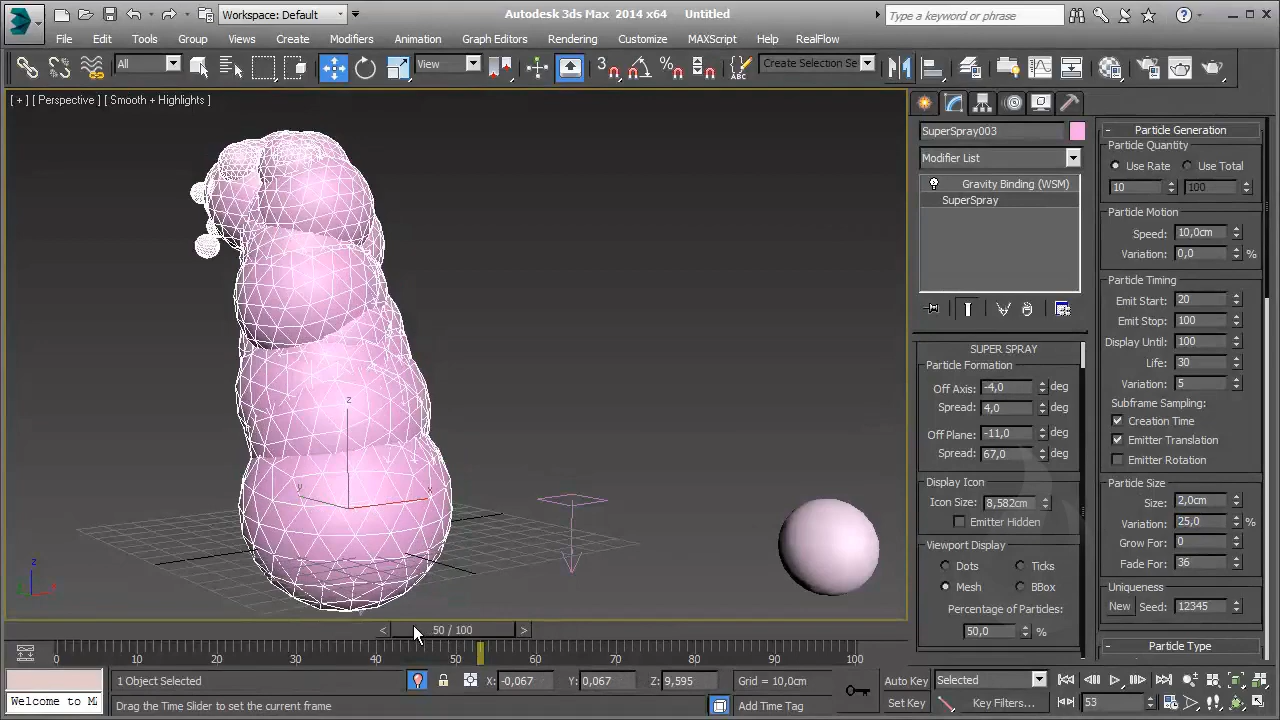 Workspace: Default
Autodesk 3ds Max 2014 x64 Untitled
Type a keyword or phrase
File Edit Tools Group Views Create Modifiers Animation Graph Editors Rendering Customize MAXScript Help RealFlow
All View 3 Create Selection Se
[ + ] [ Perspective ] [ Smooth + Highlights ]
z
y
x
z
SuperSpray003
Modifier List
Gravity Binding (WSM)
SuperSpray
SUPER SPRAY
Particle Formation
Off Axis: -4,0 deg
Spread: 4,0 deg
Off Plane: -11,0 deg
Spread: 67,0 deg
Display Icon
Icon Size: 8,582cm
Emitter Hidden
Viewport Display
Dots Ticks
Mesh BBox
Percentage of Particles:
50,0 %
- Particle Generation
Particle Quantity
Use Rate Use Total
10 100
Particle Motion
Speed: 10,0cm
Variation: 0,0 %
Particle Timing
Emit Start: 20
Emit Stop: 100
Display Until: 100
Life: 30
Variation: 5
Subframe Sampling:
Creation Time
Emitter Translation
Emitter Rotation
Particle Size
Size: 2,0cm
Variation: 25,0 %
Grow For: 0
Fade For: 36
Uniqueness
New Seed: 12345
- Particle Type
< 50 / 100 >
0 10 20 30 40 50 60 70 80 90 100
1 Object Selected X: -0,067 Y: 0,067 Z: 9,595 Grid = 10,0cm Auto Key Selected
Welcome to M Drag the Time Slider to set the current frame Add Time Tag Set Key Key Filters... 53